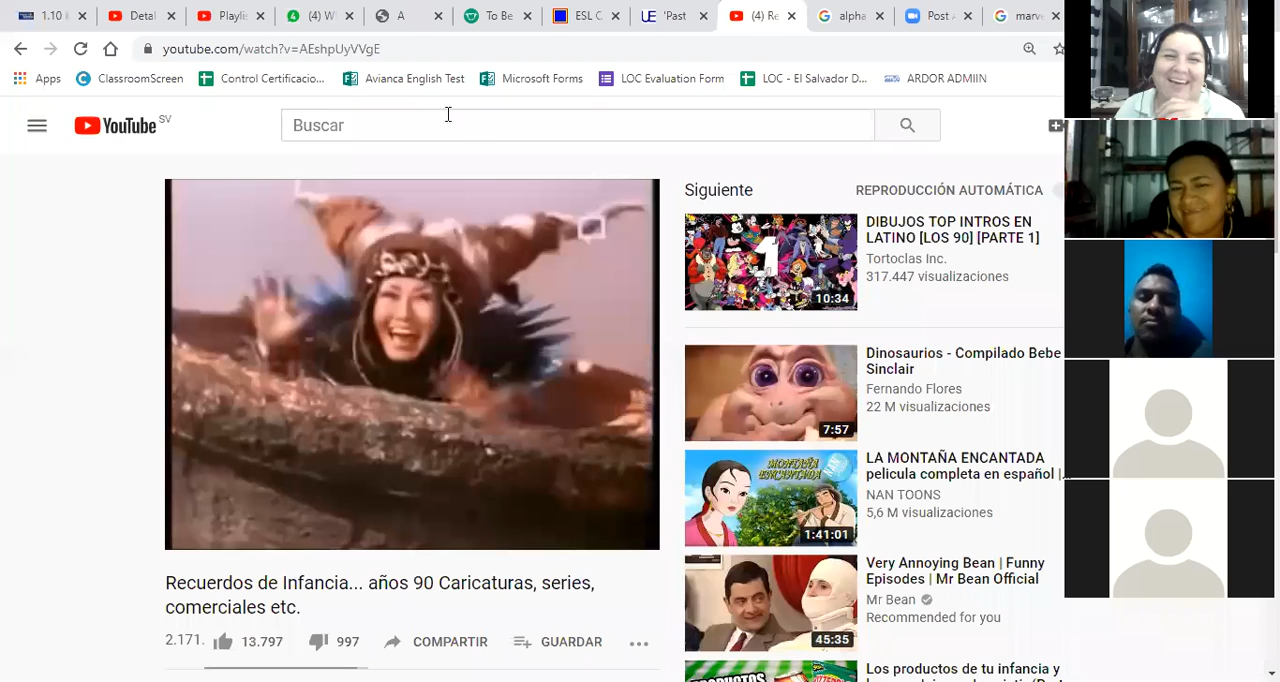 1.10 I
Detal
Playlis
(4) W
A
To Be
ESL C
'Past
(4) Re
alpha
Post A
marv
youtube.com/watch?v=AEshpUyVVgE
Apps
ClassroomScreen
Control Certificacio...
Avianca English Test
Microsoft Forms
LOC Evaluation Form
LOC - El Salvador D...
ARDOR ADMIIN
YouTube SV
Buscar
Siguiente
REPRODUCCIÓN AUTOMÁTICA
DIBUJOS TOP INTROS EN
LATINO [LOS 90] [PARTE 1]
Tortoclas Inc.
317.447 visualizaciones
10:34
Dinosaurios - Compilado Bebe
Sinclair
Fernando Flores
22 M visualizaciones
7:57
LA MONTAÑA ENCANTADA
pelicula completa en español |...
NAN TOONS
5,6 M visualizaciones
MONTAÑA
ENCANTADA
1:41:01
Very Annoying Bean | Funny
Episodes | Mr Bean Official
Mr Bean
Recommended for you
45:35
Los productos de tu infancia y
Recuerdos de Infancia... años 90 Caricaturas, series,
comerciales etc.
2.171.
13.797
997
COMPARTIR
GUARDAR